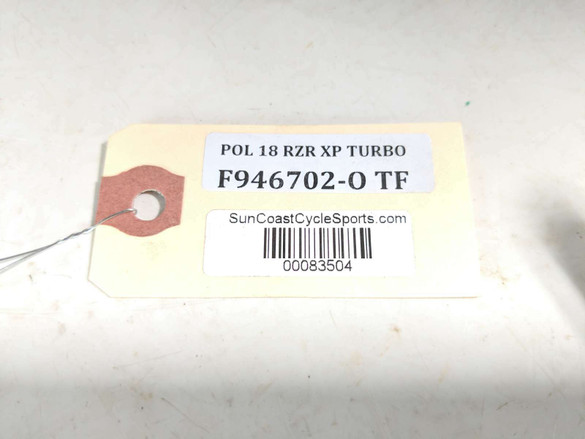 POL 18 RZR XP TURBO
F946702-O TF
SunCoastCycleSports.com
00083504